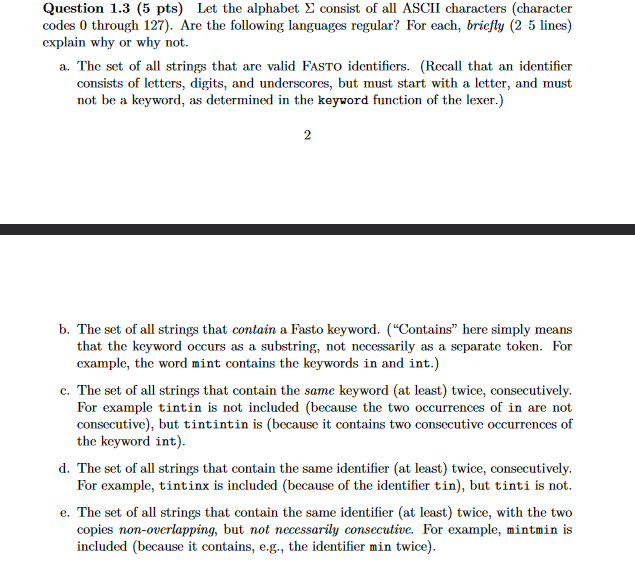 Question 1.3 (5 pts) Let the alphabet Σ consist of all ASCII characters (character
codes 0 through 127). Are the following languages regular? For each, briefly (2 5 lines)
explain why or why not.
a. The set of all strings that are valid FASTO identifiers. (Recall that an identifier
consists of letters, digits, and underscores, but must start with a letter, and must
not be a keyword, as determined in the keyword function of the lexer.)
2
b. The set of all strings that contain a Fasto keyword. (“Contains” here simply means
that the keyword occurs as a substring, not necessarily as a separate token. For
example, the word mint contains the keywords in and int.)
c. The set of all strings that contain the same keyword (at least) twice, consecutively.
For example tintin is not included (because the two occurrences of in are not
consecutive), but tintintin is (because it contains two consecutive occurrences of
the keyword int).
d. The set of all strings that contain the same identifier (at least) twice, consecutively.
For example, tintinx is included (because of the identifier tin), but tinti is not.
e. The set of all strings that contain the same identifier (at least) twice, with the two
copies non-overlapping, but not necessarily consecutive. For example, mintmin is
included (because it contains, e.g., the identifier min twice).